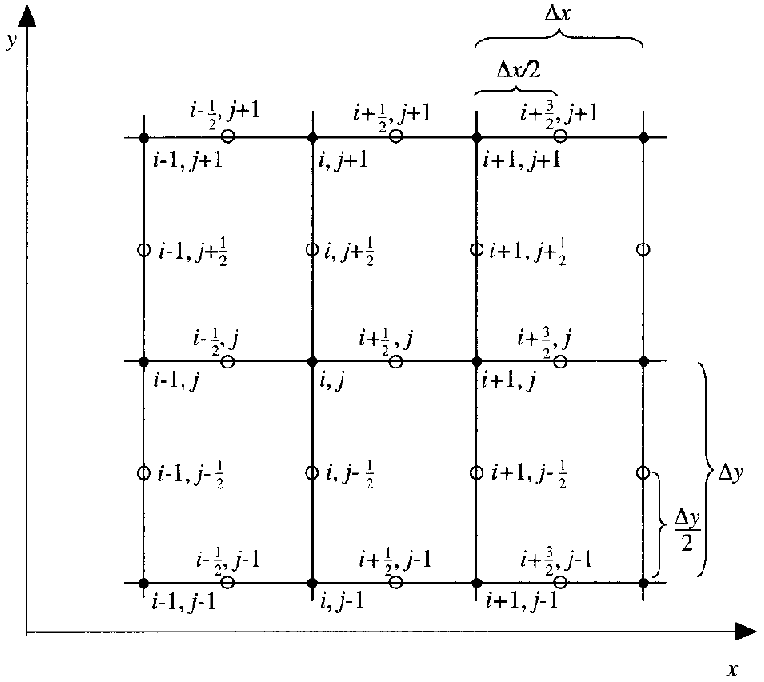 Δx
y
Δx/2
i-1/2, j+1 i+1/2, j+1 i+3/2, j+1
i-1, j+1 i, j+1 i+1, j+1
i-1, j+1/2 i, j+1/2 i+1, j+1/2
i-1/2, j i+1/2, j i+3/2, j
i-1, j i, j i+1, j
i-1, j-1/2 i, j-1/2 i+1, j-1/2 Δy
Δy/2
i-1/2, j-1 i+1/2, j-1 i+3/2, j-1
i-1, j-1 i, j-1 i+1, j-1
x